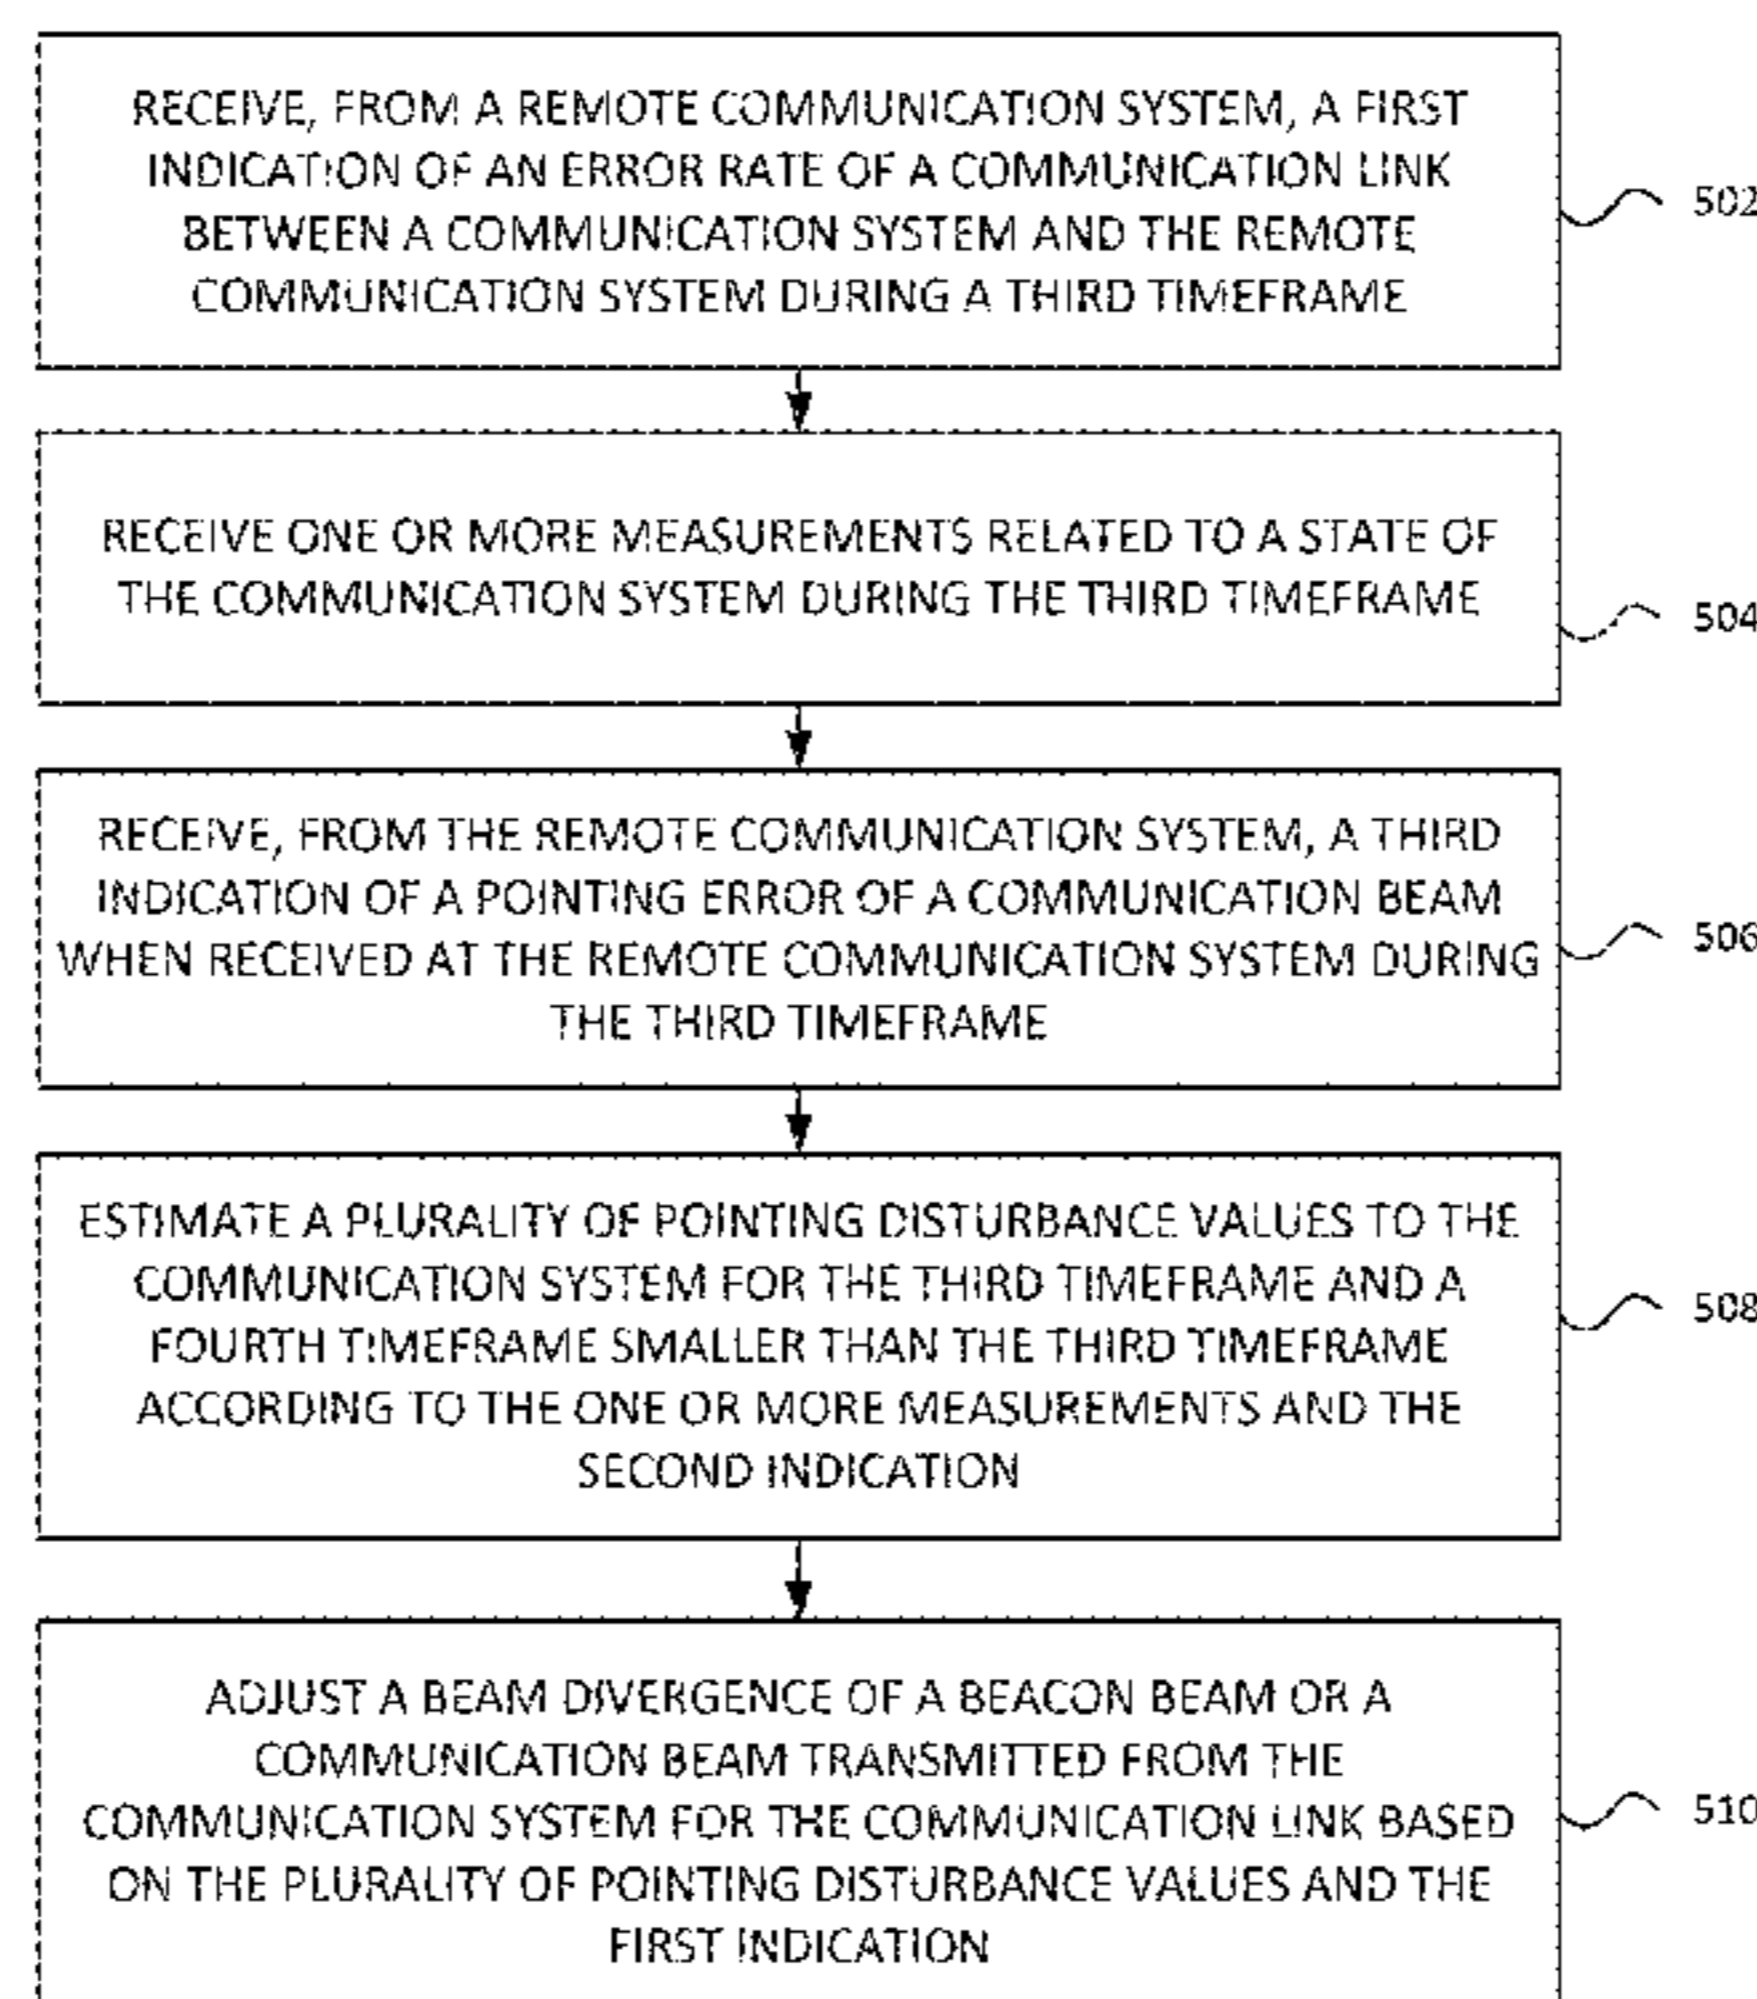 RECEIVE, FROM A REMOTE COMMUNICATION SYSTEM, A FIRST
INDICATION OF AN ERROR RATE OF A COMMUNICATION LINK
BETWEEN A COMMUNICATION SYSTEM AND THE REMOTE
COMMUNICATION SYSTEM DURING A THIRD TIMEFRAME
502
RECEIVE ONE OR MORE MEASUREMENTS RELATED TO A STATE OF
THE COMMUNICATION SYSTEM DURING THE THIRD TIMEFRAME
504
RECEIVE, FROM THE REMOTE COMMUNICATION SYSTEM, A THIRD
INDICATION OF A POINTING ERROR OF A COMMUNICATION BEAM
WHEN RECEIVED AT THE REMOTE COMMUNICATION SYSTEM DURING
THE THIRD TIMEFRAME
506
ESTIMATE A PLURALITY OF POINTING DISTURBANCE VALUES TO THE
COMMUNICATION SYSTEM FOR THE THIRD TIMEFRAME AND A
FOURTH TIMEFRAME SMALLER THAN THE THIRD TIMEFRAME
ACCORDING TO THE ONE OR MORE MEASUREMENTS AND THE
SECOND INDICATION
508
ADJUST A BEAM DIVERGENCE OF A BEACON BEAM OR A
COMMUNICATION BEAM TRANSMITTED FROM THE
COMMUNICATION SYSTEM FOR THE COMMUNICATION LINK BASED
ON THE PLURALITY OF POINTING DISTURBANCE VALUES AND THE
FIRST INDICATION
510